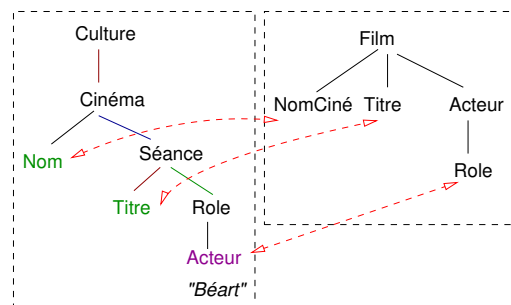 Culture
Cinéma
Nom
Séance
Titre
Role
Acteur
"Béart"
Film
NomCiné Titre Acteur
Role